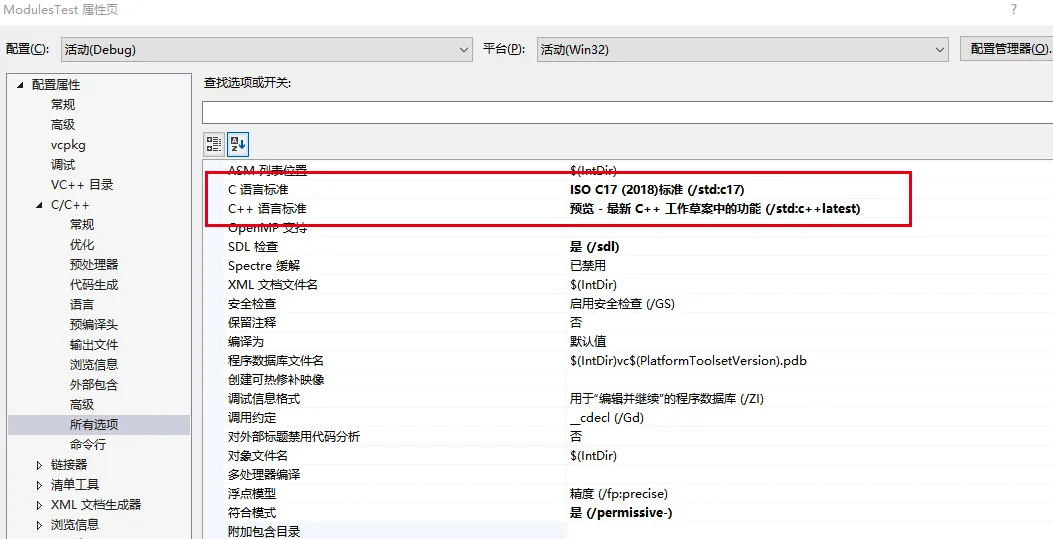 ModulesTest 属性页 ?
配置(C): 活动(Debug) 平台(P): 活动(Win32) 配置管理器(O)..
配置属性
常规
高级
vcpkg
调试
VC++ 目录
C/C++
常规
优化
预处理器
代码生成
语言
预编译头
输出文件
浏览信息
外部包含
高级
所有选项
命令行
链接器
清单工具
XML 文档生成器
浏览信息
查找选项或开关:
ASM 列表位置 $(IntDir)
C 语言标准 ISO C17 (2018)标准 (/std:c17)
C++ 语言标准 预览 - 最新 C++ 工作草案中的功能 (/std:c++latest)
OpenMP 支持
SDL 检查 是 (/sdl)
Spectre 缓解 已禁用
XML 文档文件名 $(IntDir)
安全检查 启用安全检查 (/GS)
保留注释 否
编译为 默认值
程序数据库文件名 $(IntDir)vc$(PlatformToolsetVersion).pdb
创建可热修补映像
调试信息格式 用于“编辑并继续”的程序数据库 (/ZI)
调用约定 __cdecl (/Gd)
对外部标题禁用代码分析 否
对象文件名 $(IntDir)
多处理器编译
浮点模型 精度 (/fp:precise)
符合模式 是 (/permissive-)
附加包含目录